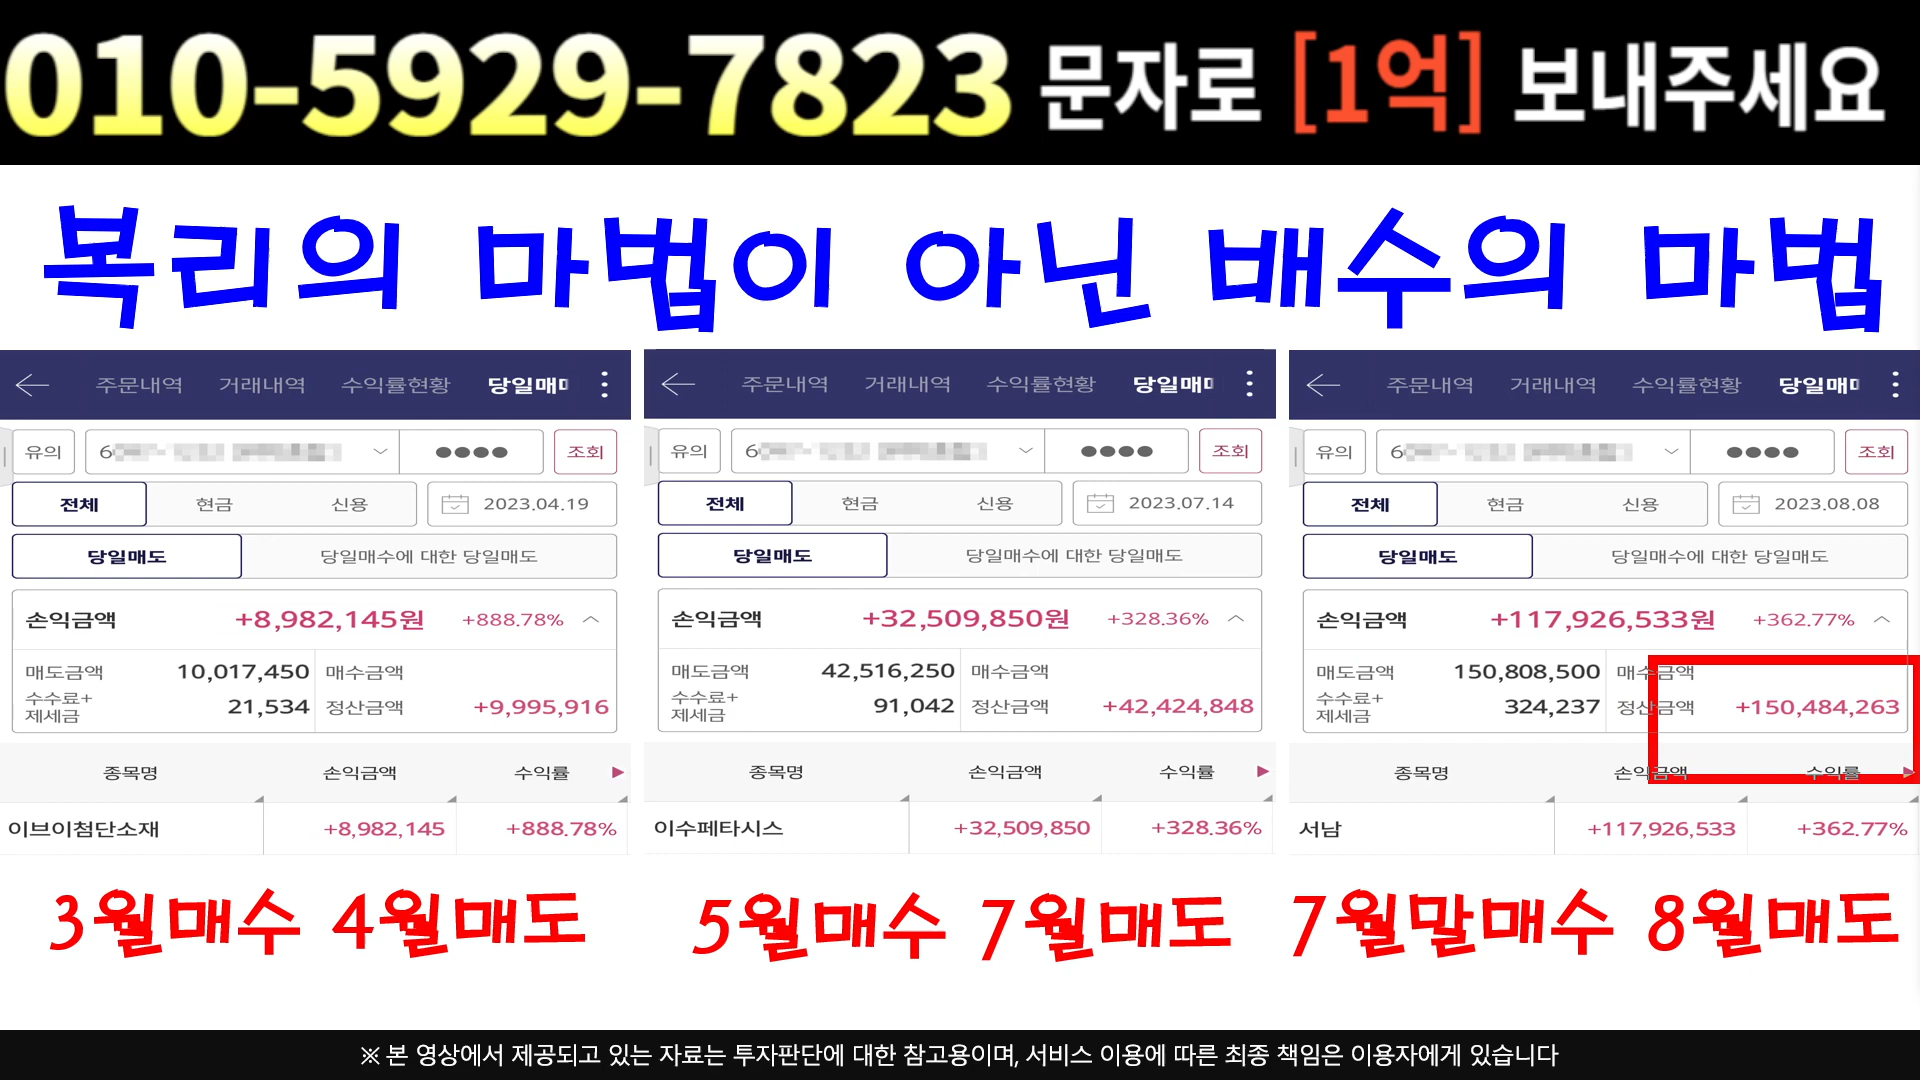 010-5929-7823 문자로 [1억] 보내주세요
복리의 마법이 아닌 배수의 마법
주문내역 거래내역 수익률현황 당일매매
유의 6 ●●●● 조회
전체 현금 신용 2023.04.19
당일매도 당일매수에 대한 당일매도
손익금액 +8,982,145원 +888.78%
매도금액 10,017,450 매수금액
수수료+
제세금 21,534 정산금액 +9,995,916
종목명 손익금액 수익률
이브이첨단소재 +8,982,145 +888.78%
3월매수 4월매도
주문내역 거래내역 수익률현황 당일매매
유의 6 ●●●● 조회
전체 현금 신용 2023.07.14
당일매도 당일매수에 대한 당일매도
손익금액 +32,509,850원 +328.36%
매도금액 42,516,250 매수금액
수수료+
제세금 91,042 정산금액 +42,424,848
종목명 손익금액 수익률
이수페타시스 +32,509,850 +328.36%
5월매수 7월매도
주문내역 거래내역 수익률현황 당일매매
유의 6 ●●●● 조회
전체 현금 신용 2023.08.08
당일매도 당일매수에 대한 당일매도
손익금액 +117,926,533원 +362.77%
매도금액 150,808,500 매수금액
수수료+
제세금 324,237 정산금액 +150,484,263
종목명 손익금액 수익률
서남 +117,926,533 +362.77%
7월말매수 8월매도
※ 본 영상에서 제공되고 있는 자료는 투자판단에 대한 참고용이며, 서비스 이용에 따른 최종 책임은 이용자에게 있습니다